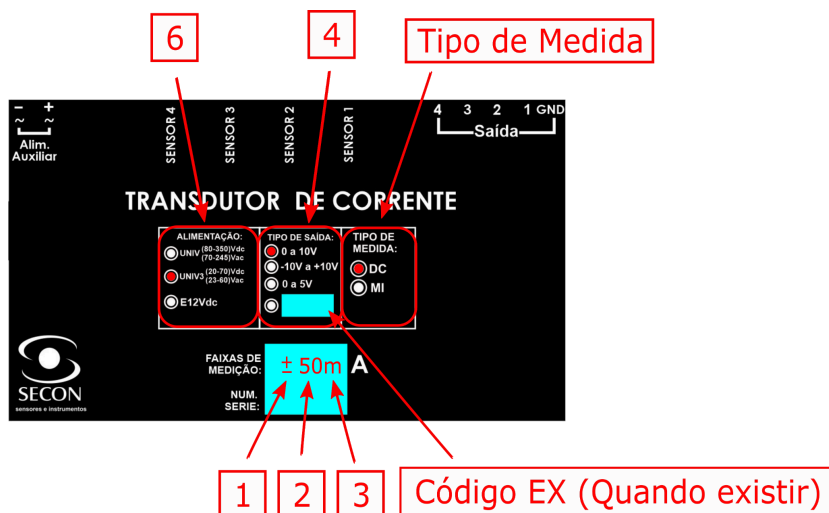 6
4
Tipo de Medida
- +
~ ~
Alim.
Auxiliar
SENSOR 4
SENSOR 3
SENSOR 2
SENSOR 1
4 3 2 1 GND
Saída
TRANSDUTOR DE CORRENTE
ALIMENTAÇÃO:
UNIV (80-350)Vdc
(70-245)Vac
UNIV3 (20-70)Vdc
(23-60)Vac
E12Vdc
TIPO DE SAÍDA:
0 a 10V
-10V a +10V
0 a 5V
TIPO DE
MEDIDA:
DC
MI
SECON
sensores e instrumentos
FAIXAS DE
MEDIÇÃO:
± 50m A
NUM.
SERIE:
1
2
3
Código EX (Quando existir)